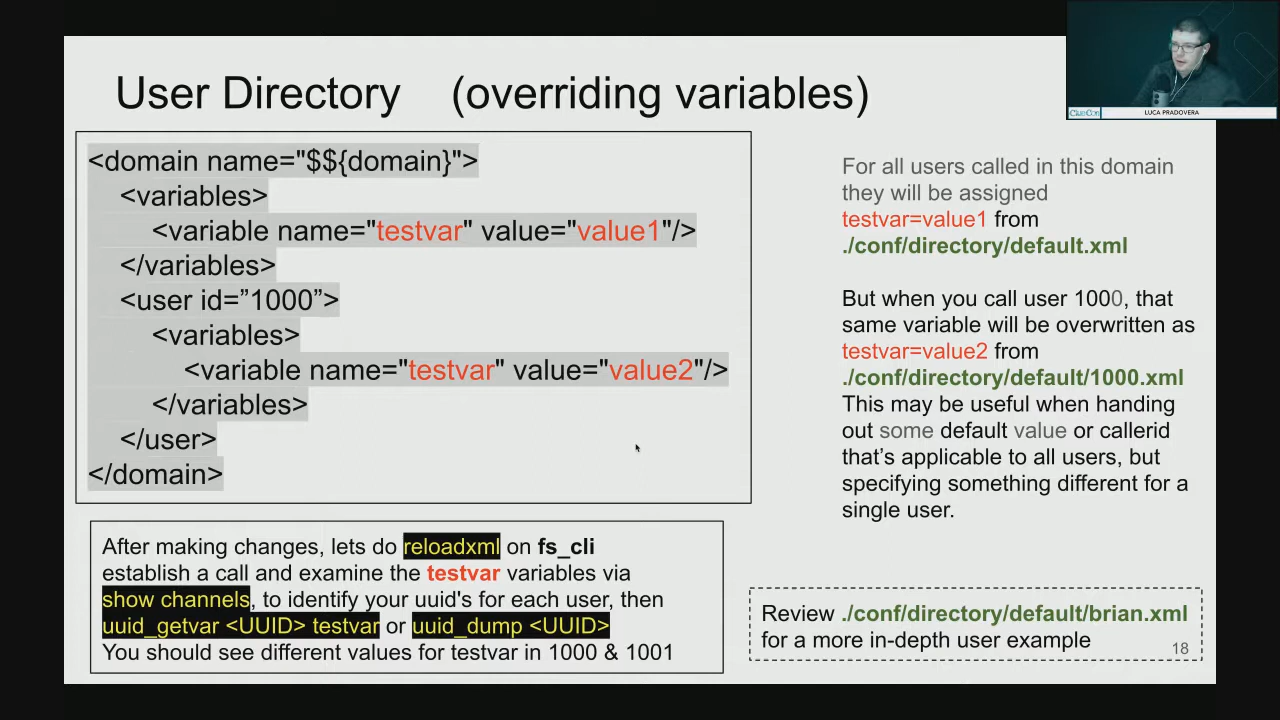 User Directory (overriding variables)
<domain name="$${domain}">
<variables>
<variable name="testvar" value="value1"/>
</variables>
<user id=”1000”>
<variables>
<variable name="testvar" value="value2"/>
</variables>
</user>
</domain>
After making changes, lets do reloadxml on fs_cli
establish a call and examine the testvar variables via
show channels, to identify your uuid's for each user, then
uuid_getvar <UUID> testvar or uuid_dump <UUID>
You should see different values for testvar in 1000 & 1001
For all users called in this domain
they will be assigned
testvar=value1 from
./conf/directory/default.xml
But when you call user 1000, that
same variable will be overwritten as
testvar=value2 from
./conf/directory/default/1000.xml
This may be useful when handing
out some default value or callerid
that’s applicable to all users, but
specifying something different for a
single user.
Review ./conf/directory/default/brian.xml
for a more in-depth user example
18
ClueCon
LUCA PRADOVERA